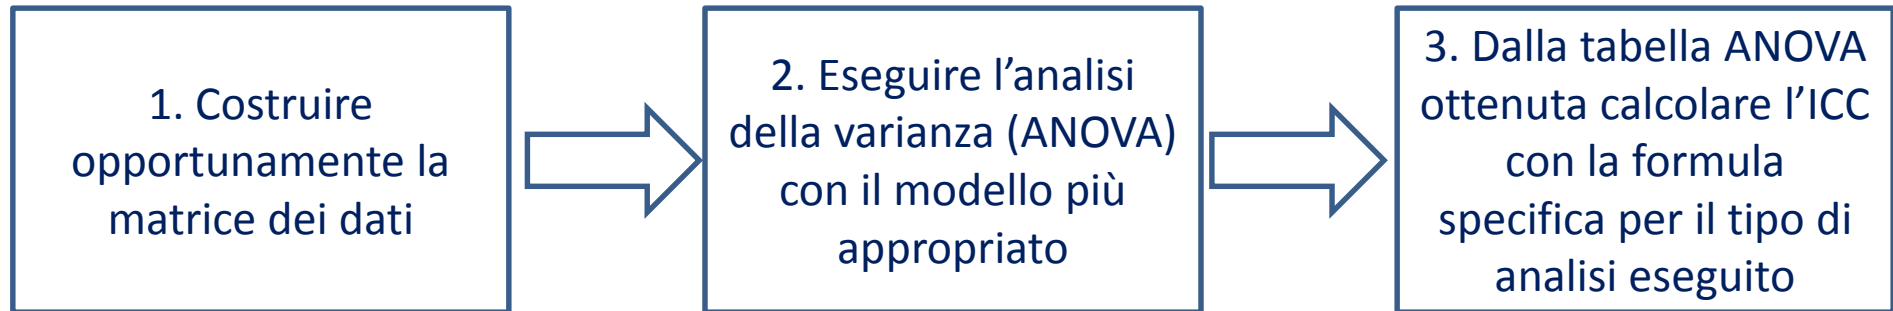 1. Costruire
opportunamente la
matrice dei dati
2. Eseguire l’analisi
della varianza (ANOVA)
con il modello più
appropriato
3. Dalla tabella ANOVA
ottenuta calcolare l’ICC
con la formula
specifica per il tipo di
analisi eseguito